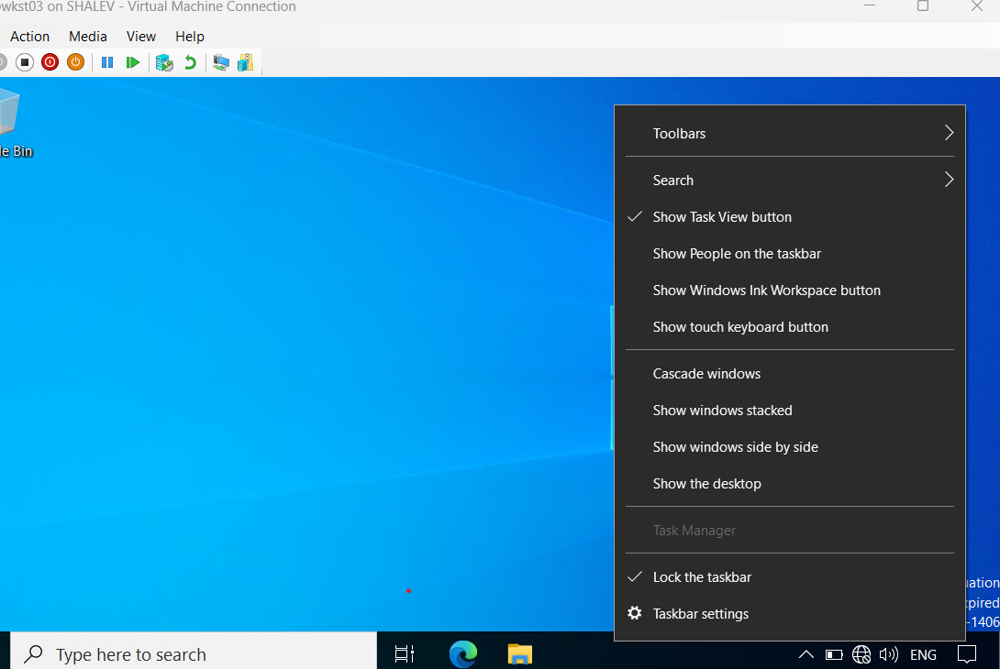 wkst03 on SHALEV - Virtual Machine Connection
Action Media View Help
Bin
Toolbars
Search
Show Task View button
Show People on the taskbar
Show Windows Ink Workspace button
Show touch keyboard button
Cascade windows
Show windows stacked
Show windows side by side
Show the desktop
Task Manager
Lock the taskbar
Taskbar settings
-1406
Type here to search
ENG